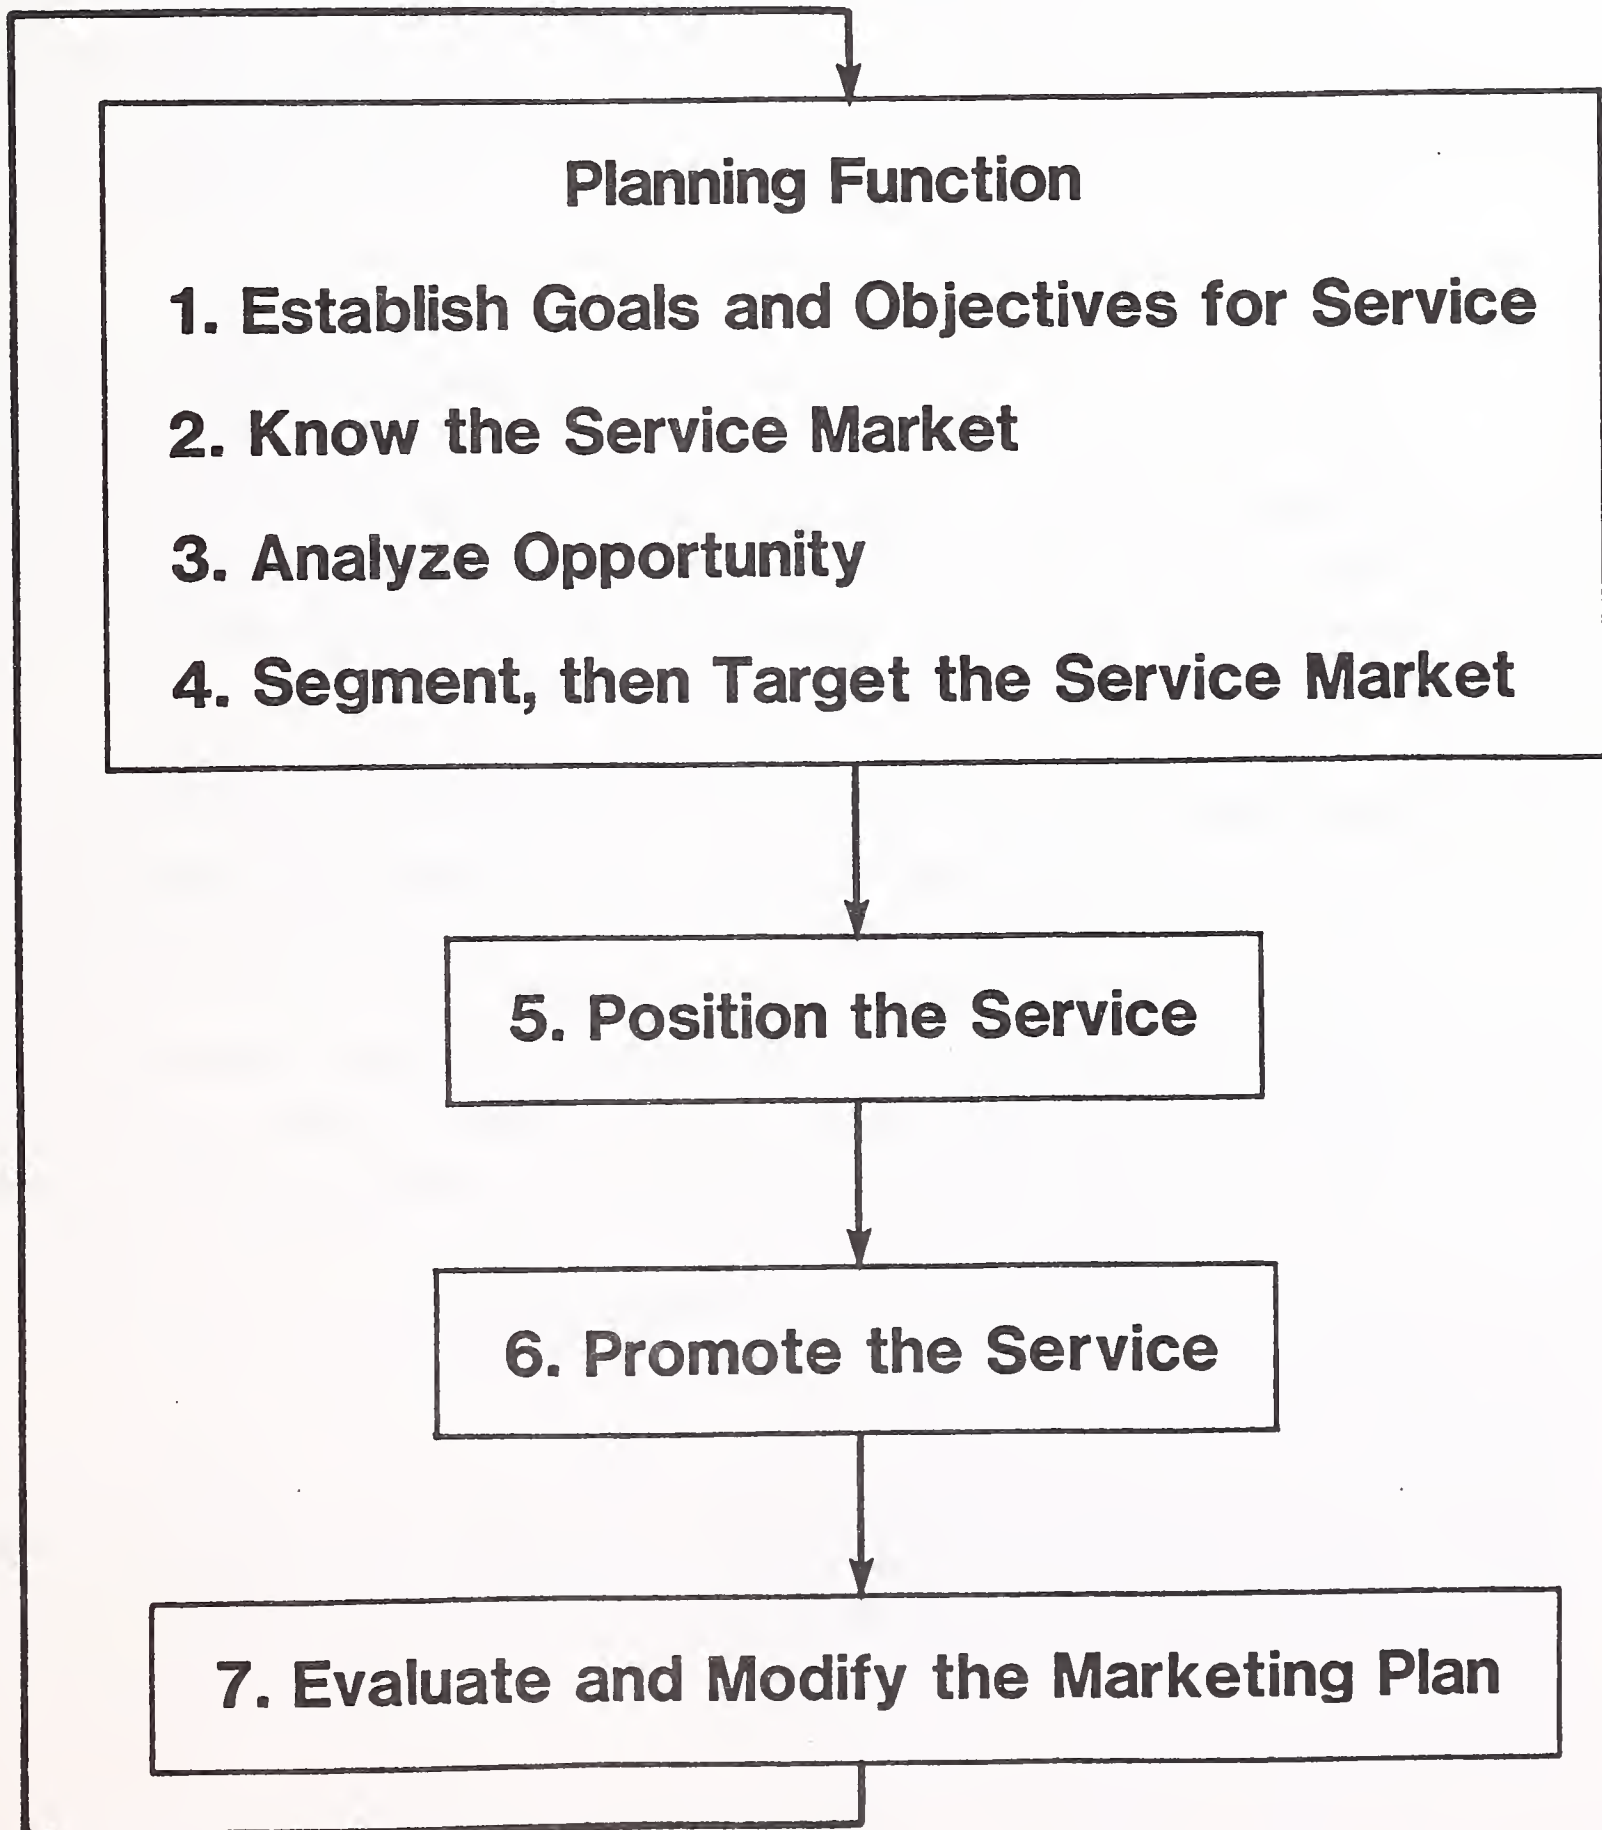 Planning Function
1. Establish Goals and Objectives for Service
2. Know the Service Market
3. Analyze Opportunity
4. Segment, then Target the Service Market
5. Position the Service
6. Promote the Service
7. Evaluate and Modify the Marketing Plan